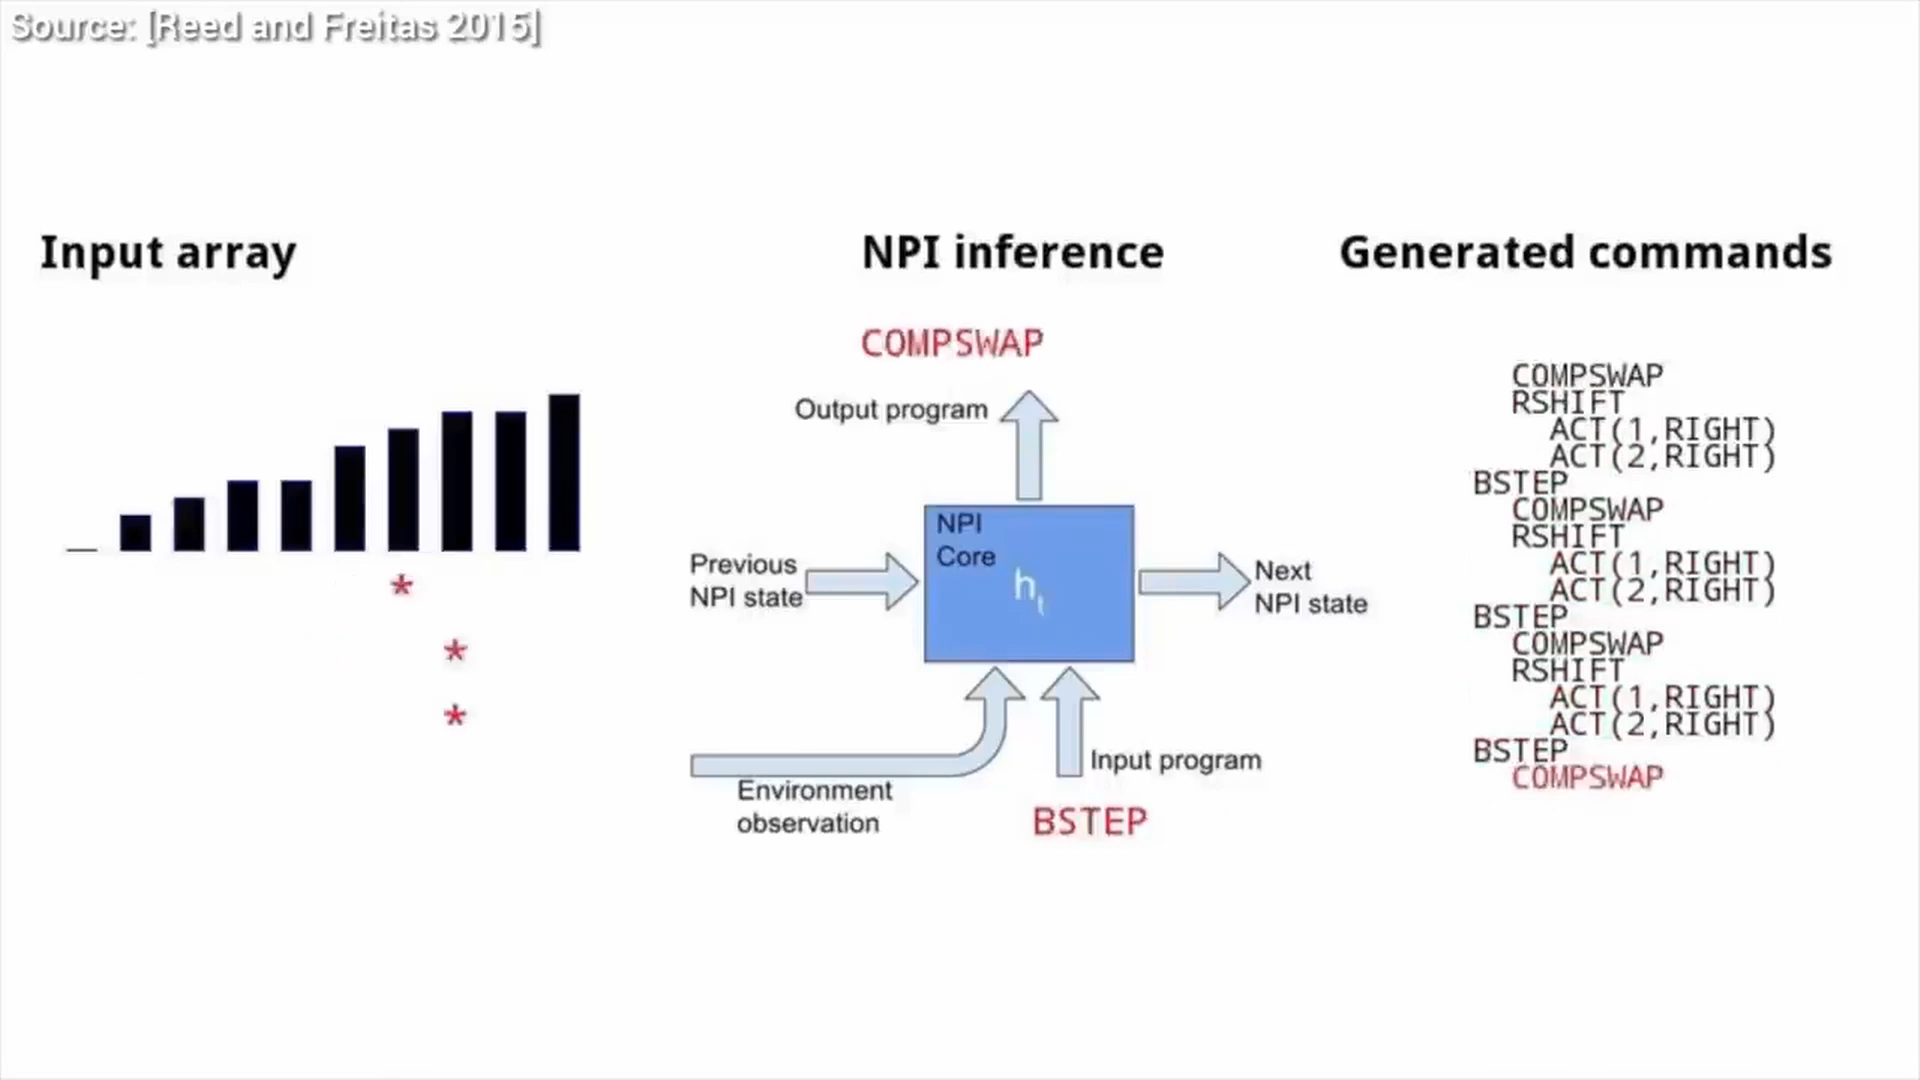 Source: [Reed and Freitas 2015]
Input array
*
*
*
NPI inference
COMPSWAP
Output program
NPI
Core
h_t
Previous
NPI state
Next
NPI state
Environment
observation
Input program
BSTEP
Generated commands
COMPSWAP
RSHIFT
ACT(1,RIGHT)
ACT(2,RIGHT)
BSTEP
COMPSWAP
RSHIFT
ACT(1,RIGHT)
ACT(2,RIGHT)
BSTEP
COMPSWAP
RSHIFT
ACT(1,RIGHT)
ACT(2,RIGHT)
BSTEP
COMPSWAP